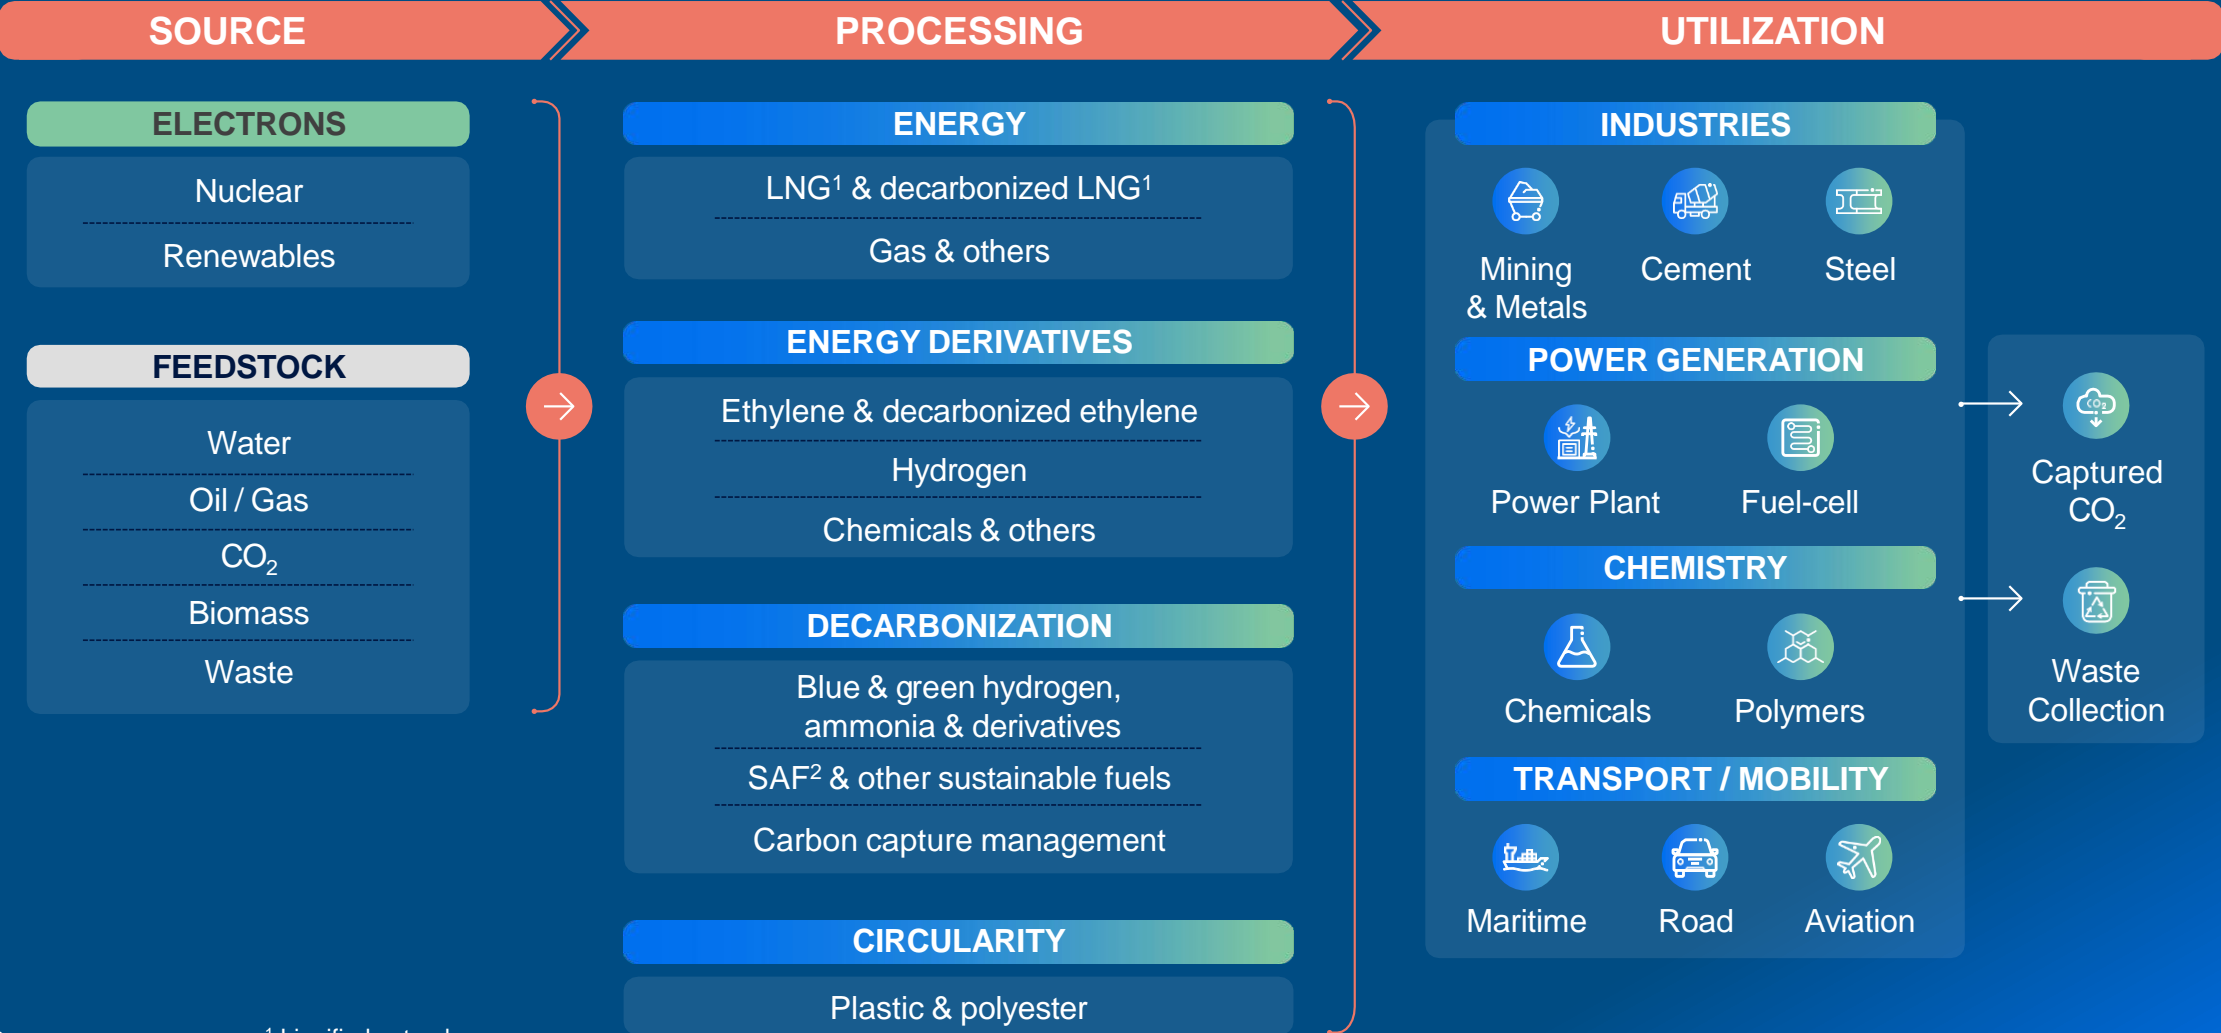 SOURCE
PROCESSING
UTILIZATION
ELECTRONS
Nuclear
Renewables
FEEDSTOCK
Water
Oil / Gas
CO₂
Biomass
Waste
ENERGY
LNG¹ & decarbonized LNG¹
Gas & others
ENERGY DERIVATIVES
Ethylene & decarbonized ethylene
Hydrogen
Chemicals & others
DECARBONIZATION
Blue & green hydrogen,
ammonia & derivatives
SAF² & other sustainable fuels
Carbon capture management
CIRCULARITY
Plastic & polyester
INDUSTRIES
Mining
& Metals
Cement
Steel
POWER GENERATION
Power Plant
Fuel-cell
CHEMISTRY
Chemicals
Polymers
TRANSPORT / MOBILITY
Maritime
Road
Aviation
CO₂
Captured
CO₂
Waste
Collection